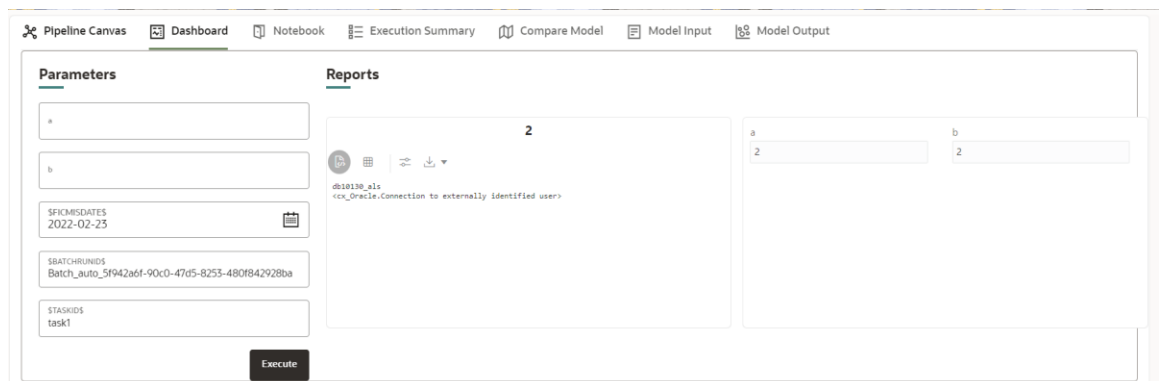 Pipeline Canvas Dashboard Notebook Execution Summary Compare Model Model Input Model Output
Parameters
a
b
$FICMISDATE$
2022-02-23
$BATCHRUNID$
Batch_auto_5f942a6f-90c0-47d5-8253-480f842928ba
$TASKID$
task1
Execute
Reports
2
db10130_als
<cx_Oracle.Connection to externally identified user>
a b
2 2